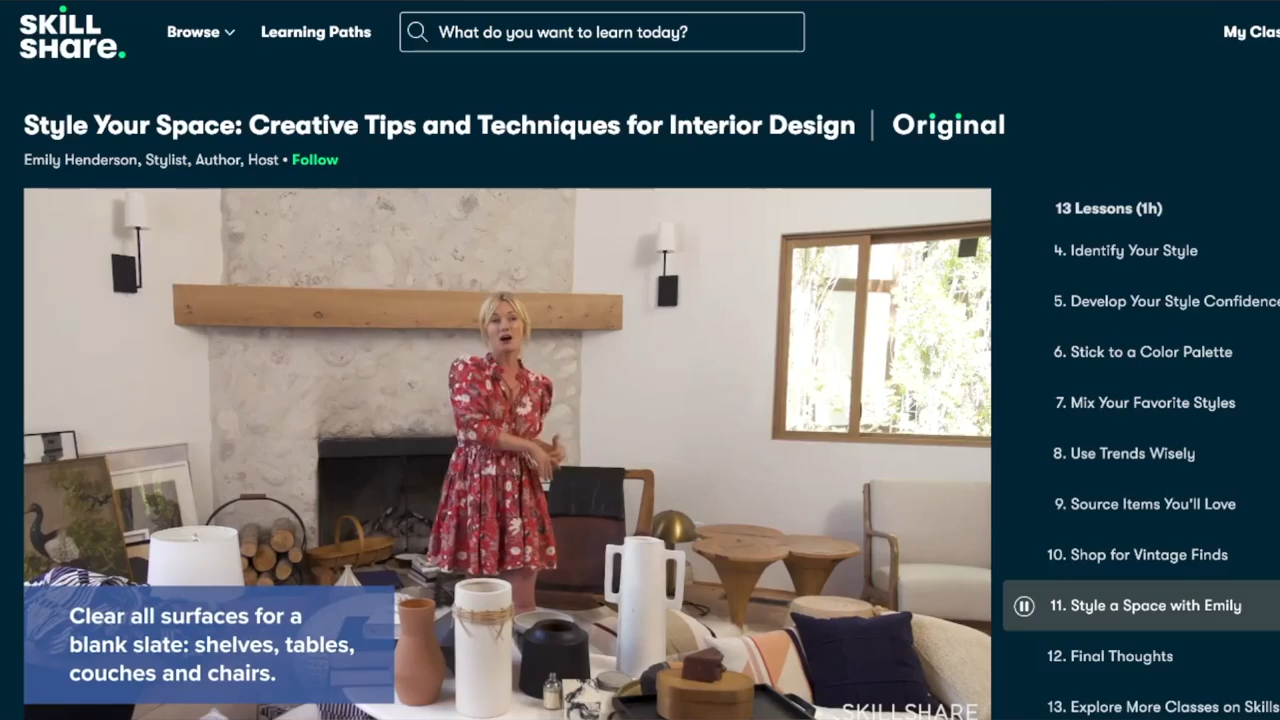 SKILL
SHARE.
Browse
Learning Paths
What do you want to learn today?
My Clas
Style Your Space: Creative Tips and Techniques for Interior Design | Original
Emily Henderson, Stylist, Author, Host • Follow
13 Lessons (1h)
4. Identify Your Style
5. Develop Your Style Confidence
6. Stick to a Color Palette
7. Mix Your Favorite Styles
8. Use Trends Wisely
9. Source Items You'll Love
10. Shop for Vintage Finds
11. Style a Space with Emily
12. Final Thoughts
13. Explore More Classes on Skills
Clear all surfaces for a
blank slate: shelves, tables,
couches and chairs.
SKILLSHARE